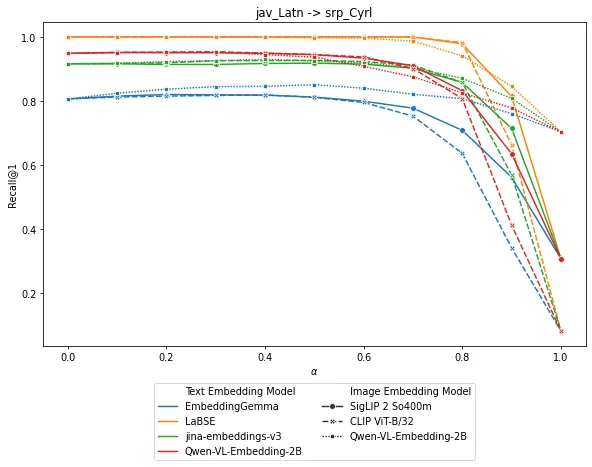 jav_Latn -> srp_Cyrl
Recall@1
1.0
0.8
0.6
0.4
0.2
0.0 0.2 0.4 0.6 0.8 1.0
α
Text Embedding Model Image Embedding Model
EmbeddingGemma SigLIP 2 So400m
LaBSE CLIP ViT-B/32
jina-embeddings-v3 Qwen-VL-Embedding-2B
Qwen-VL-Embedding-2B